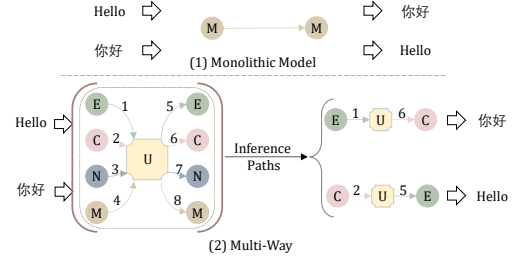 Hello
你好
M
M
你好
Hello
(1) Monolithic Model
Hello
你好
E
C
N
M
1
2
3
4
U
5
6
7
8
E
C
N
M
Inference
Paths
E
1
U
6
C
你好
C
2
U
5
E
Hello
(2) Multi-Way